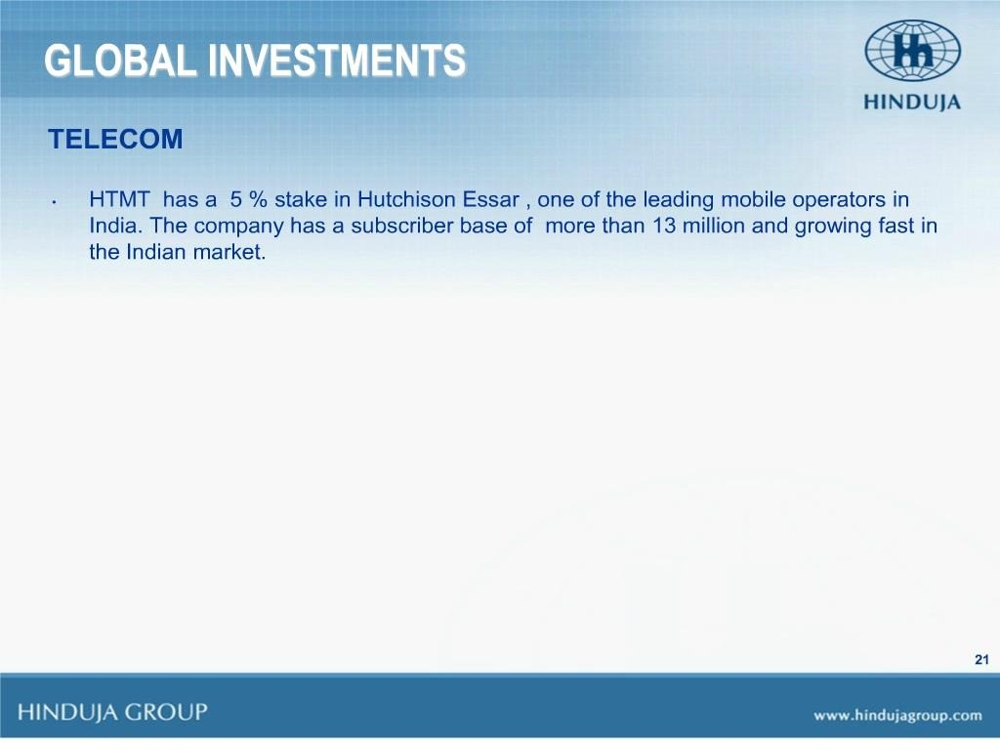 GLOBAL INVESTMENTS
Hh
HINDUJA
TELECOM
• HTMT has a 5 % stake in Hutchison Essar , one of the leading mobile operators in
India. The company has a subscriber base of more than 13 million and growing fast in
the Indian market.
21
HINDUJA GROUP
www.hindujagroup.com